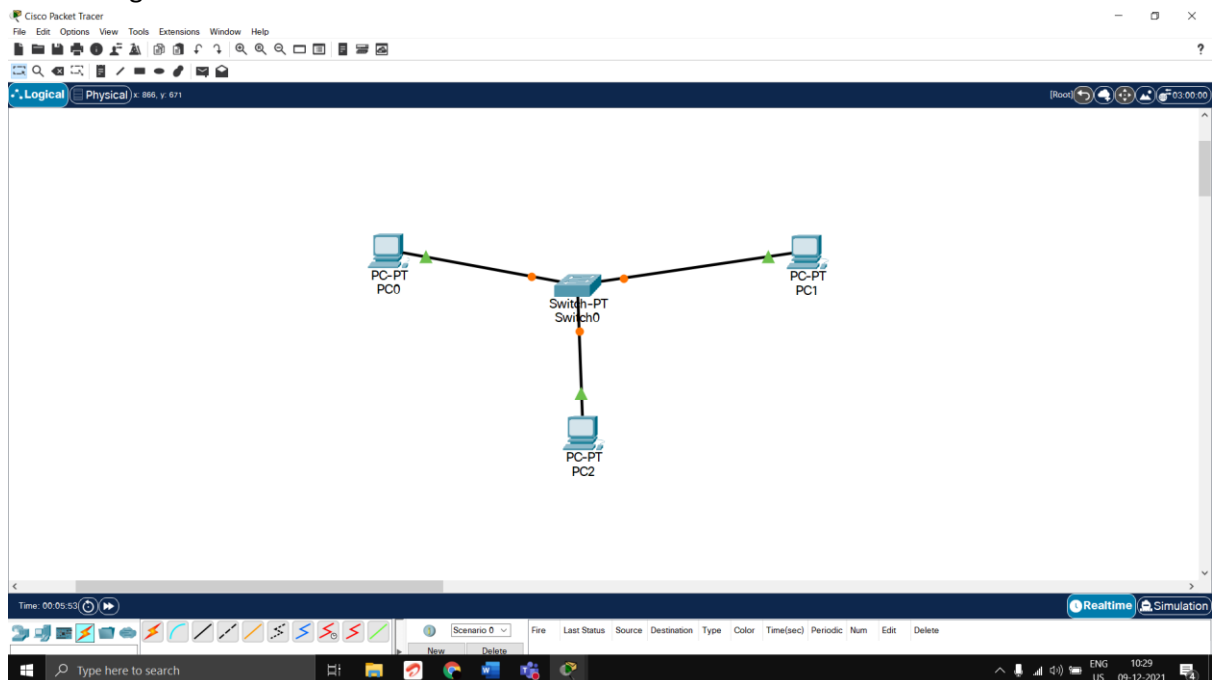 Cisco Packet Tracer
File Edit Options View Tools Extensions Window Help
?
Logical Physical x: 866, y: 671 [Root] 03:00:00
PC-PT
PC0
PC-PT
PC1
Switch-PT
Switch0
PC-PT
PC2
Time: 00:05:53 Realtime Simulation
Scenario 0 Fire Last Status Source Destination Type Color Time(sec) Periodic Num Edit Delete
New Delete
Type here to search ENG 10:29
US 09-12-2021